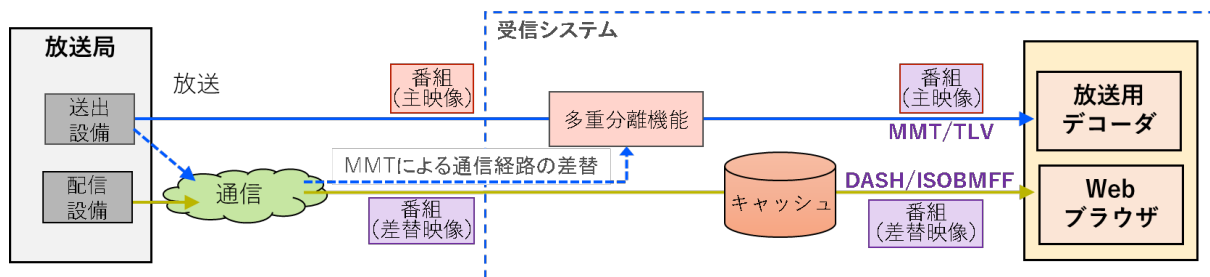 受信システム
放送局
放送
送出
設備
配信
設備
通信
番組
(主映像)
多重分離機能
番組
(主映像)
MMT/TLV
放送用
デコーダ
MMTによる通信経路の差替
番組
(差替映像)
キャッシュ
DASH/ISOBMFF
番組
(差替映像)
Web
ブラウザ